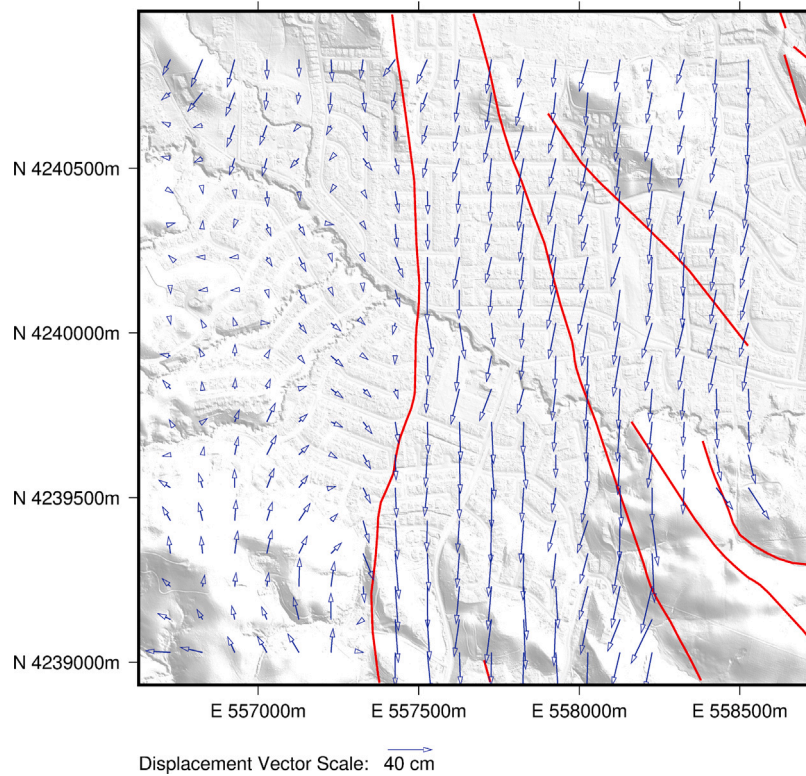 N 4240500m
N 4240000m
N 4239500m
N 4239000m
E 557000m E 557500m E 558000m E 558500m
Displacement Vector Scale: 40 cm